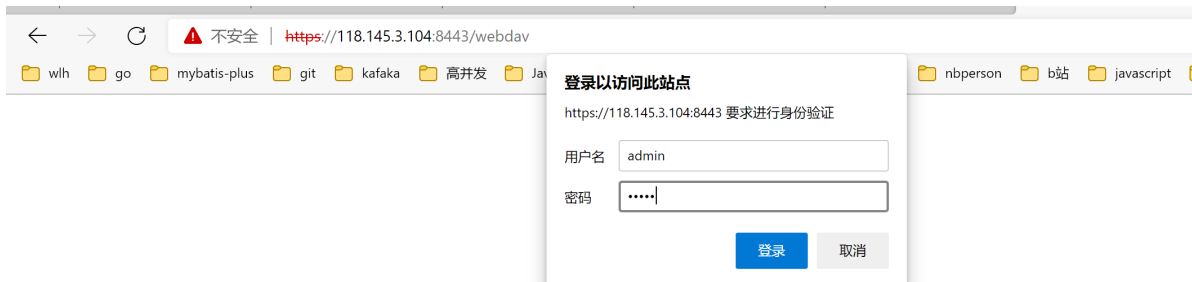 不安全 | https://118.145.3.104:8443/webdav
wlh go mybatis-plus git kafaka 高并发 nbperson b站 javascript
登录以访问此站点
https://118.145.3.104:8443 要求进行身份验证
用户名 admin
密码 •••••
登录 取消